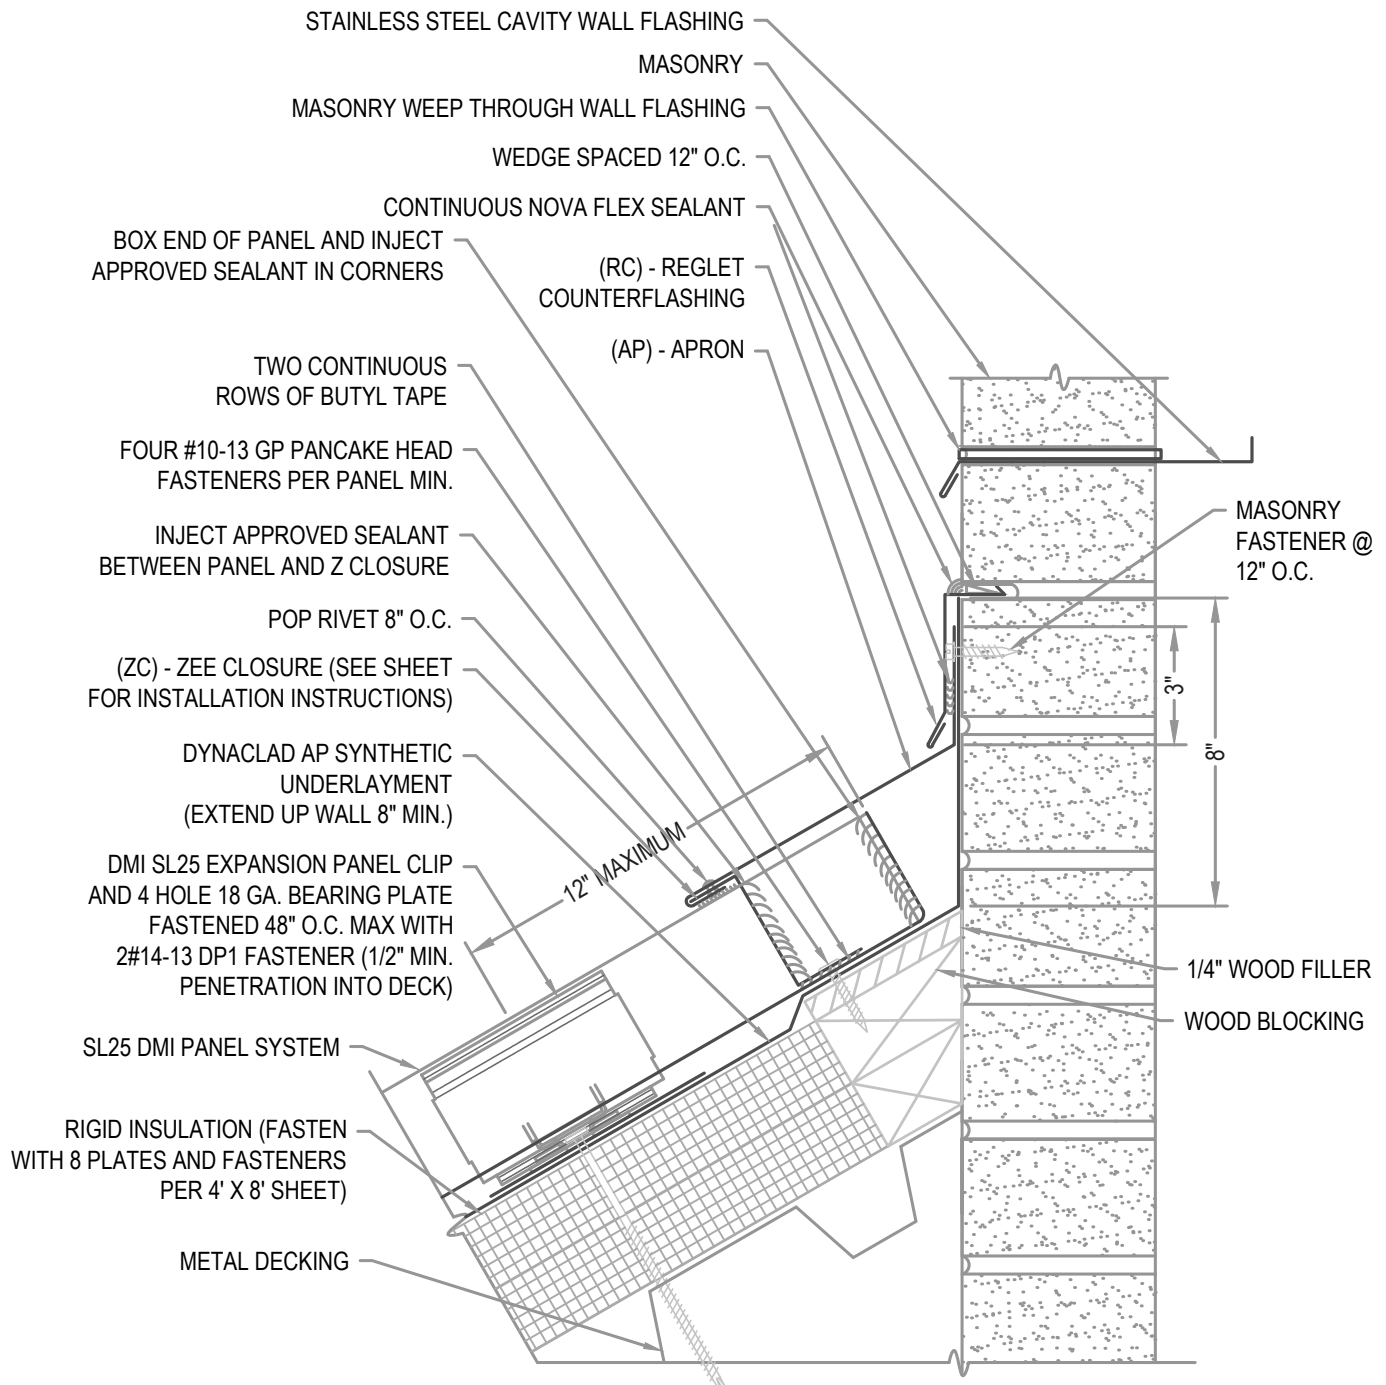 STAINLESS STEEL CAVITY WALL FLASHING
MASONRY
MASONRY WEEP THROUGH WALL FLASHING
WEDGE SPACED 12" O.C.
CONTINUOUS NOVA FLEX SEALANT
BOX END OF PANEL AND INJECT
APPROVED SEALANT IN CORNERS
(RC) - REGLET
COUNTERFLASHING
(AP) - APRON
TWO CONTINUOUS
ROWS OF BUTYL TAPE
FOUR #10-13 GP PANCAKE HEAD
FASTENERS PER PANEL MIN.
INJECT APPROVED SEALANT
BETWEEN PANEL AND Z CLOSURE
POP RIVET 8" O.C.
(ZC) - ZEE CLOSURE (SEE SHEET
FOR INSTALLATION INSTRUCTIONS)
DYNACLAD AP SYNTHETIC
UNDERLAYMENT
(EXTEND UP WALL 8" MIN.)
DMI SL25 EXPANSION PANEL CLIP
AND 4 HOLE 18 GA. BEARING PLATE
FASTENED 48" O.C. MAX WITH
2#14-13 DP1 FASTENER (1/2" MIN.
PENETRATION INTO DECK)
SL25 DMI PANEL SYSTEM
RIGID INSULATION (FASTEN
WITH 8 PLATES AND FASTENERS
PER 4' X 8' SHEET)
METAL DECKING
12" MAXIMUM
MASONRY
FASTENER @
12" O.C.
3"
8"
1/4" WOOD FILLER
WOOD BLOCKING